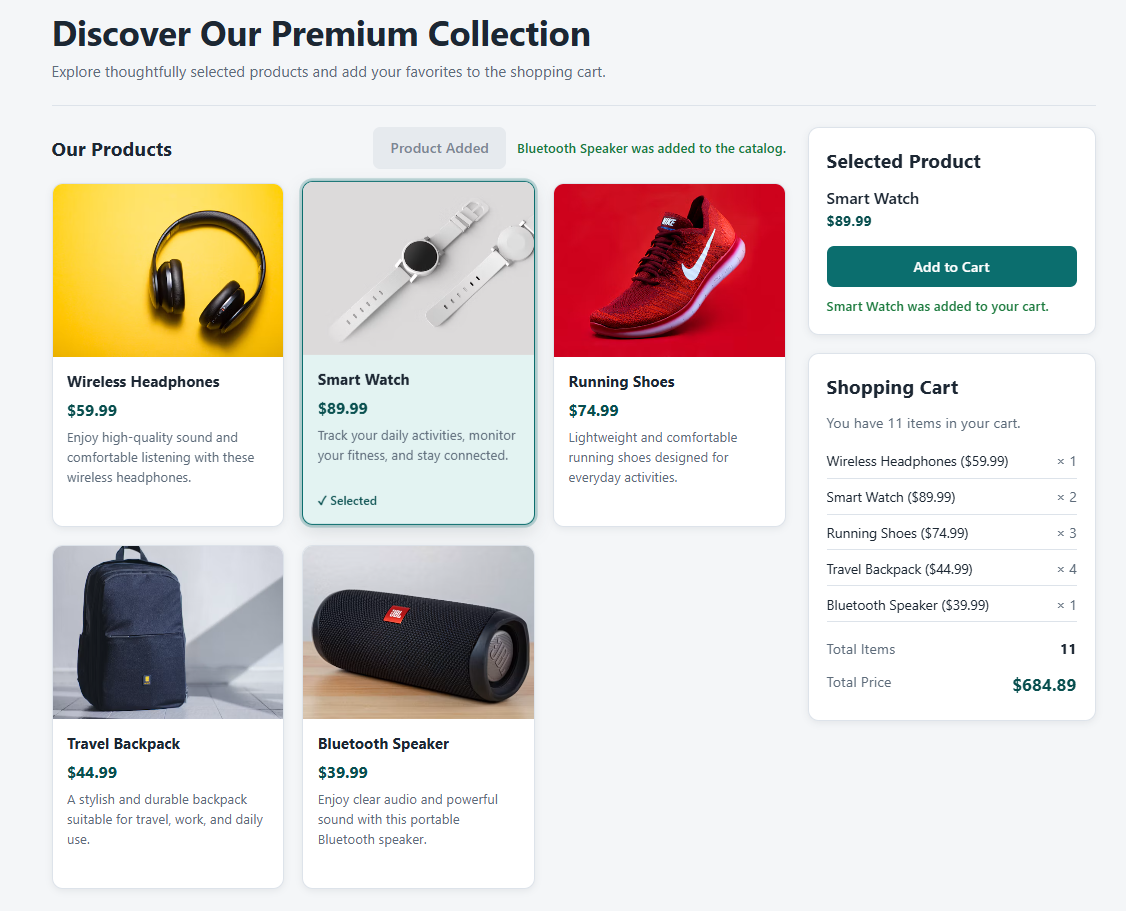 Discover Our Premium Collection
Explore thoughtfully selected products and add your favorites to the shopping cart.
Our Products
Product Added
Bluetooth Speaker was added to the catalog.
Wireless Headphones
$59.99
Enjoy high-quality sound and
comfortable listening with these
wireless headphones.
Smart Watch
$89.99
Track your daily activities, monitor
your fitness, and stay connected.
✓ Selected
NIKE
Running Shoes
$74.99
Lightweight and comfortable
running shoes designed for
everyday activities.
Travel Backpack
$44.99
A stylish and durable backpack
suitable for travel, work, and daily
use.
JBL
Bluetooth Speaker
$39.99
Enjoy clear audio and powerful
sound with this portable
Bluetooth speaker.
Selected Product
Smart Watch
$89.99
Add to Cart
Smart Watch was added to your cart.
Shopping Cart
You have 11 items in your cart.
Wireless Headphones ($59.99) × 1
Smart Watch ($89.99) × 2
Running Shoes ($74.99) × 3
Travel Backpack ($44.99) × 4
Bluetooth Speaker ($39.99) × 1
Total Items 11
Total Price $684.89